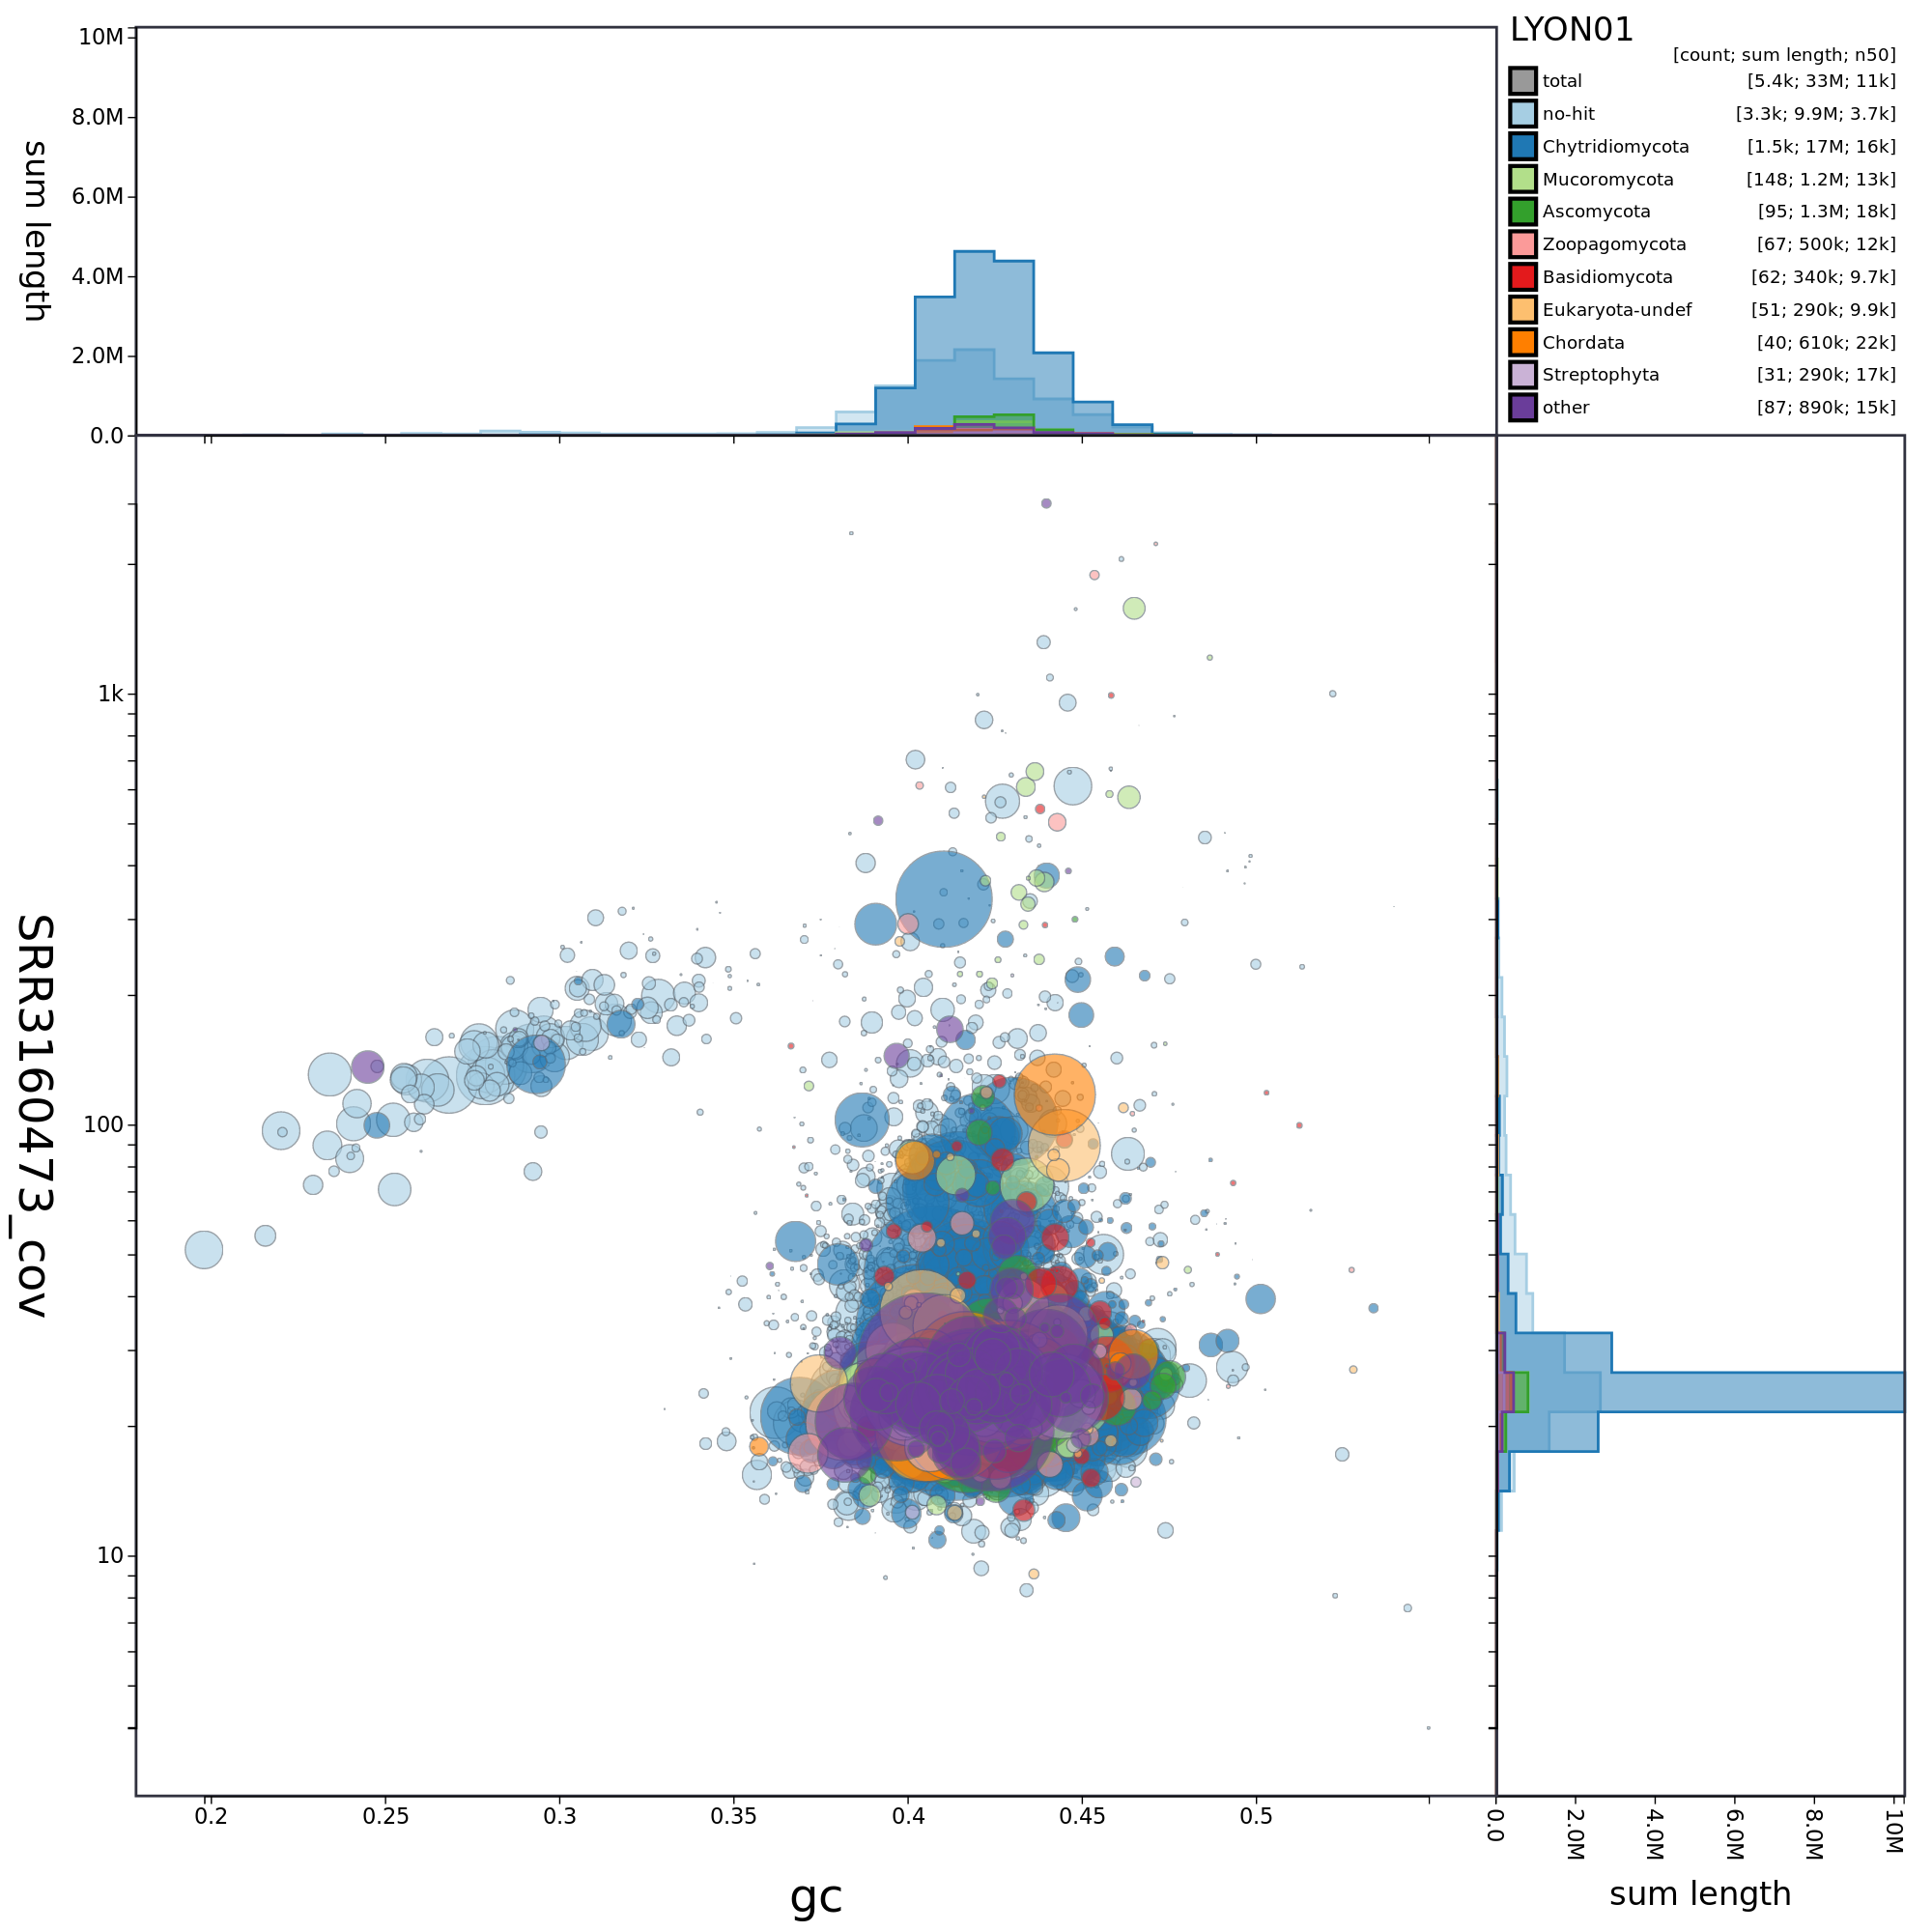 LYON01
[count; sum length; n50]
total [5.4k; 33M; 11k]
no-hit [3.3k; 9.9M; 3.7k]
Chytridiomycota [1.5k; 17M; 16k]
Mucoromycota [148; 1.2M; 13k]
Ascomycota [95; 1.3M; 18k]
Zoopagomycota [67; 500k; 12k]
Basidiomycota [62; 340k; 9.7k]
Eukaryota-undef [51; 290k; 9.9k]
Chordata [40; 610k; 22k]
Streptophyta [31; 290k; 17k]
other [87; 890k; 15k]
10M
8.0M
6.0M
4.0M
2.0M
0.0
sum length
1k
100
10
SRR3160473_cov
0.2 0.25 0.3 0.35 0.4 0.45 0.5
gc
0.0 2.0M 4.0M 6.0M 8.0M 10M
sum length